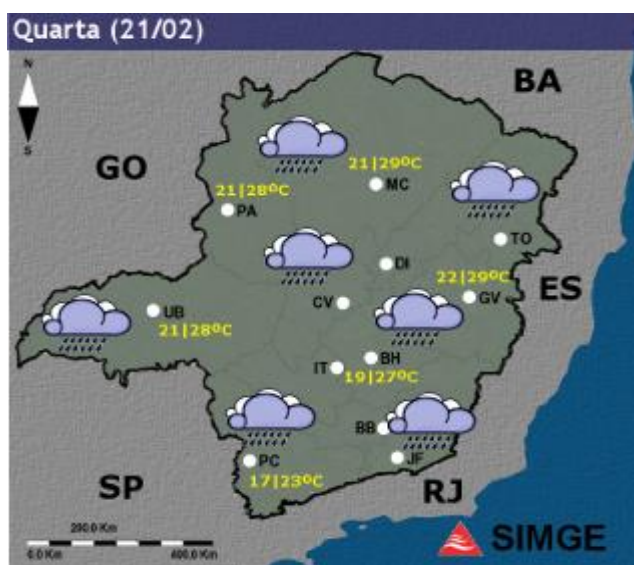 Quarta (21/02)
N
S
BA
GO
21|29ºC
MC
21|28ºC
PA
TO
DI
22|29ºC
GV
ES
CV
UB
21|28ºC
BH
IT
19|27ºC
BB
PC
JF
17|23ºC
SP
RJ
200.0 Km
0.0 Km
400.0 Km
SIMGE